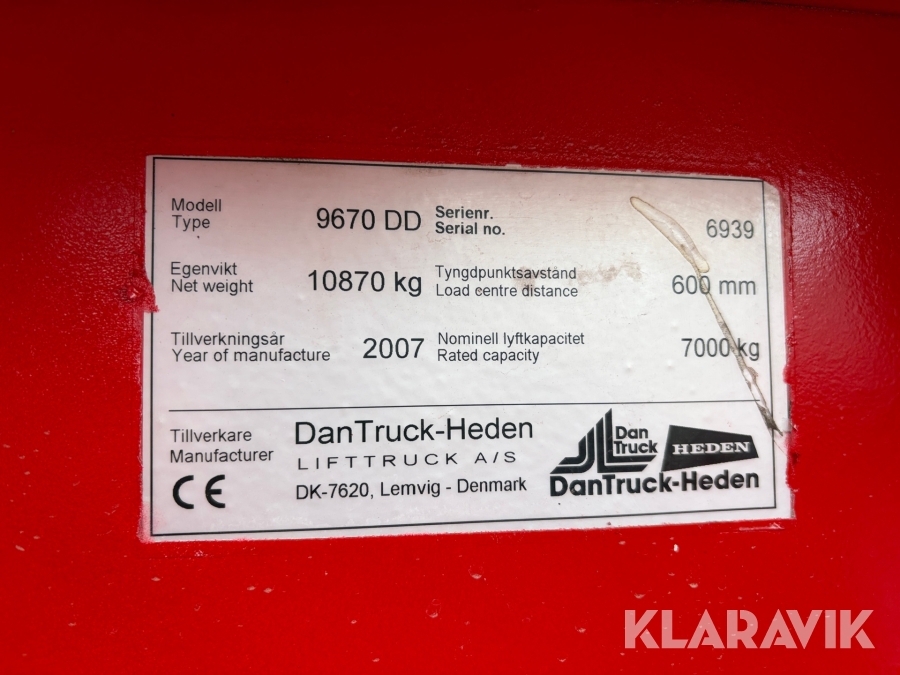 Modell
Type
9670 DD
Serienr.
Serial no.
6939
Egenvikt
Net weight
10870 kg
Tyngdpunktsavstånd
Load centre distance
600 mm
Tillverkningsår
Year of manufacture
2007
Nominell lyftkapacitet
Rated capacity
7000 kg
Tillverkare
Manufacturer
DanTruck-Heden
LIFTTRUCK A/S
DK-7620, Lemvig - Denmark
CE
Dan
Truck
HEDEN
DanTruck-Heden
KLARAVIK